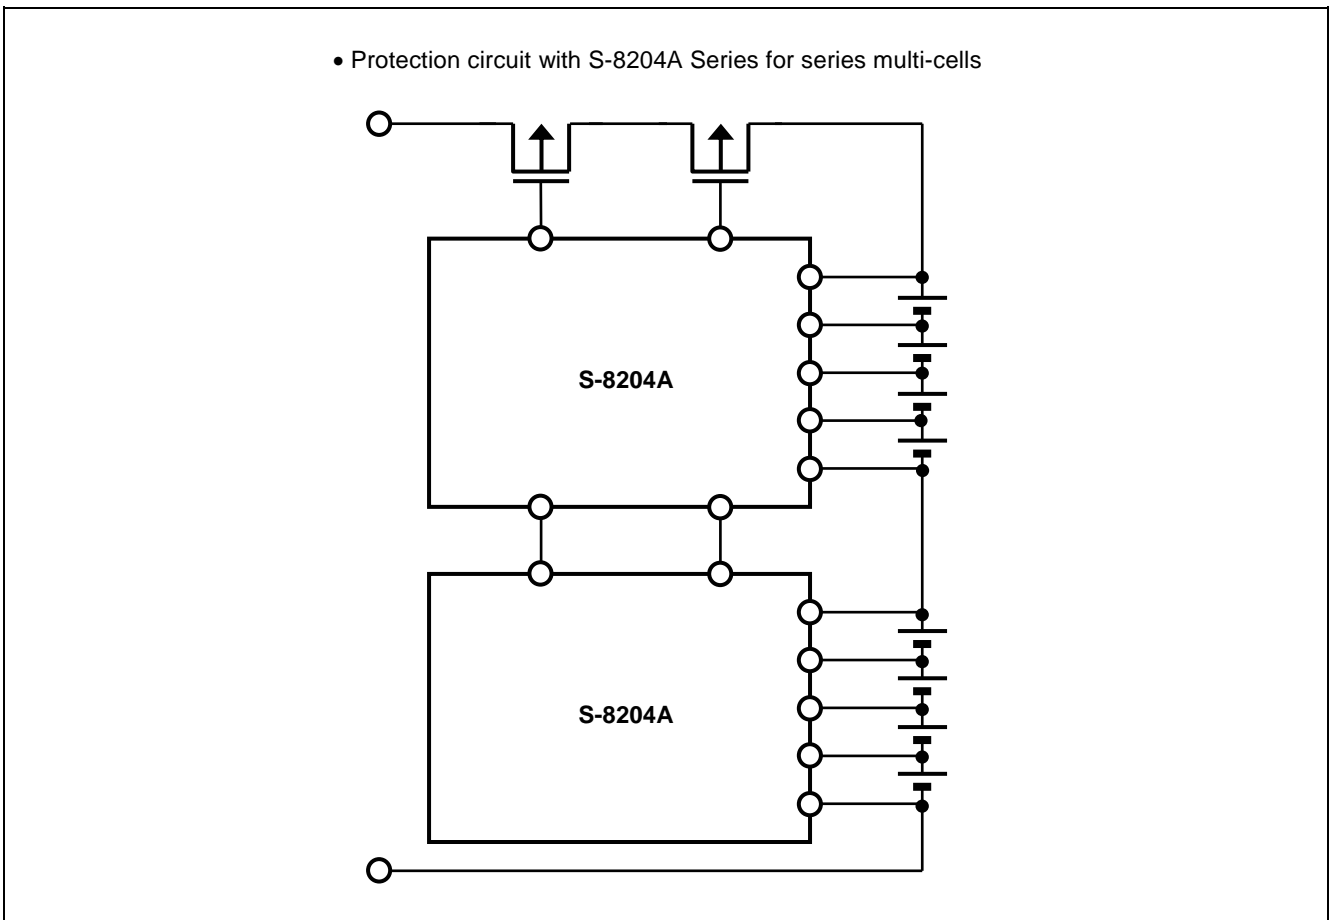 • Protection circuit with S-8204A Series for series multi-cells
S-8204A
S-8204A